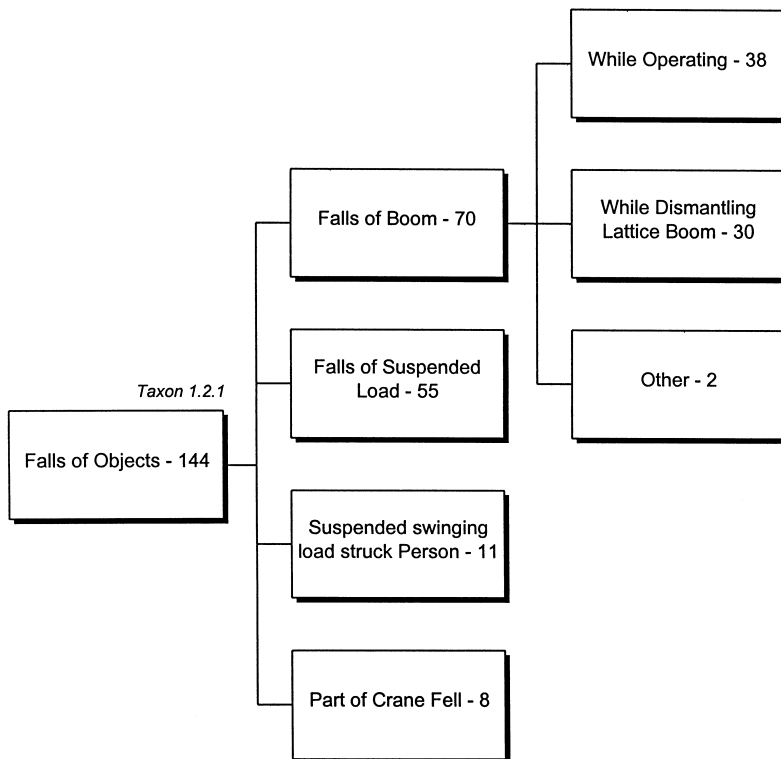 While Operating - 38
Falls of Boom - 70
While Dismantling
Lattice Boom - 30
Falls of Suspended
Load - 55
Other - 2
Taxon 1.2.1
Falls of Objects - 144
Suspended swinging
load struck Person - 11
Part of Crane Fell - 8